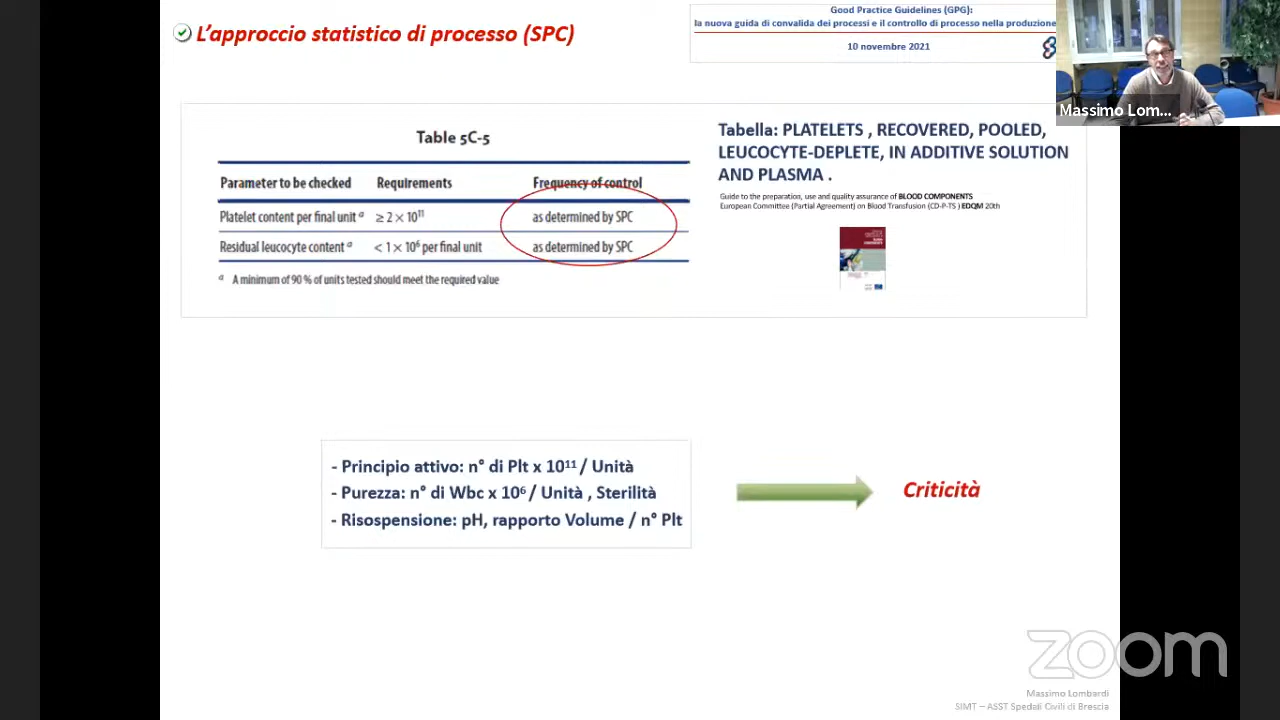 L'approccio statistico di processo (SPC)
Good Practice Guidelines (GPG):
la nuova guida di convalida dei processi e il controllo di processo nella produzione
10 novembre 2021
Massimo Lom...
Table 5C-5
Parameter to be checked Requirements Frequency of control
Platelet content per final unit a ≥ 2 × 10¹¹ as determined by SPC
Residual leucocyte content a < 1 × 10⁶ per final unit as determined by SPC
a A minimum of 90 % of units tested should meet the required value
Tabella: PLATELETS , RECOVERED, POOLED,
LEUCOCYTE-DEPLETE, IN ADDITIVE SOLUTION
AND PLASMA .
Guide to the preparation, use and quality assurance of BLOOD COMPONENTS
European Committee (Partial Agreement) on Blood Transfusion (CD-P-TS ) EDQM 20th
- Principio attivo: n° di Plt x 10¹¹ / Unità
- Purezza: n° di Wbc x 10⁶ / Unità , Sterilità
- Risospensione: pH, rapporto Volume / n° Plt
Criticità
zoom
Massimo Lombardi
SIMT – ASST Spedali Civili di Brescia